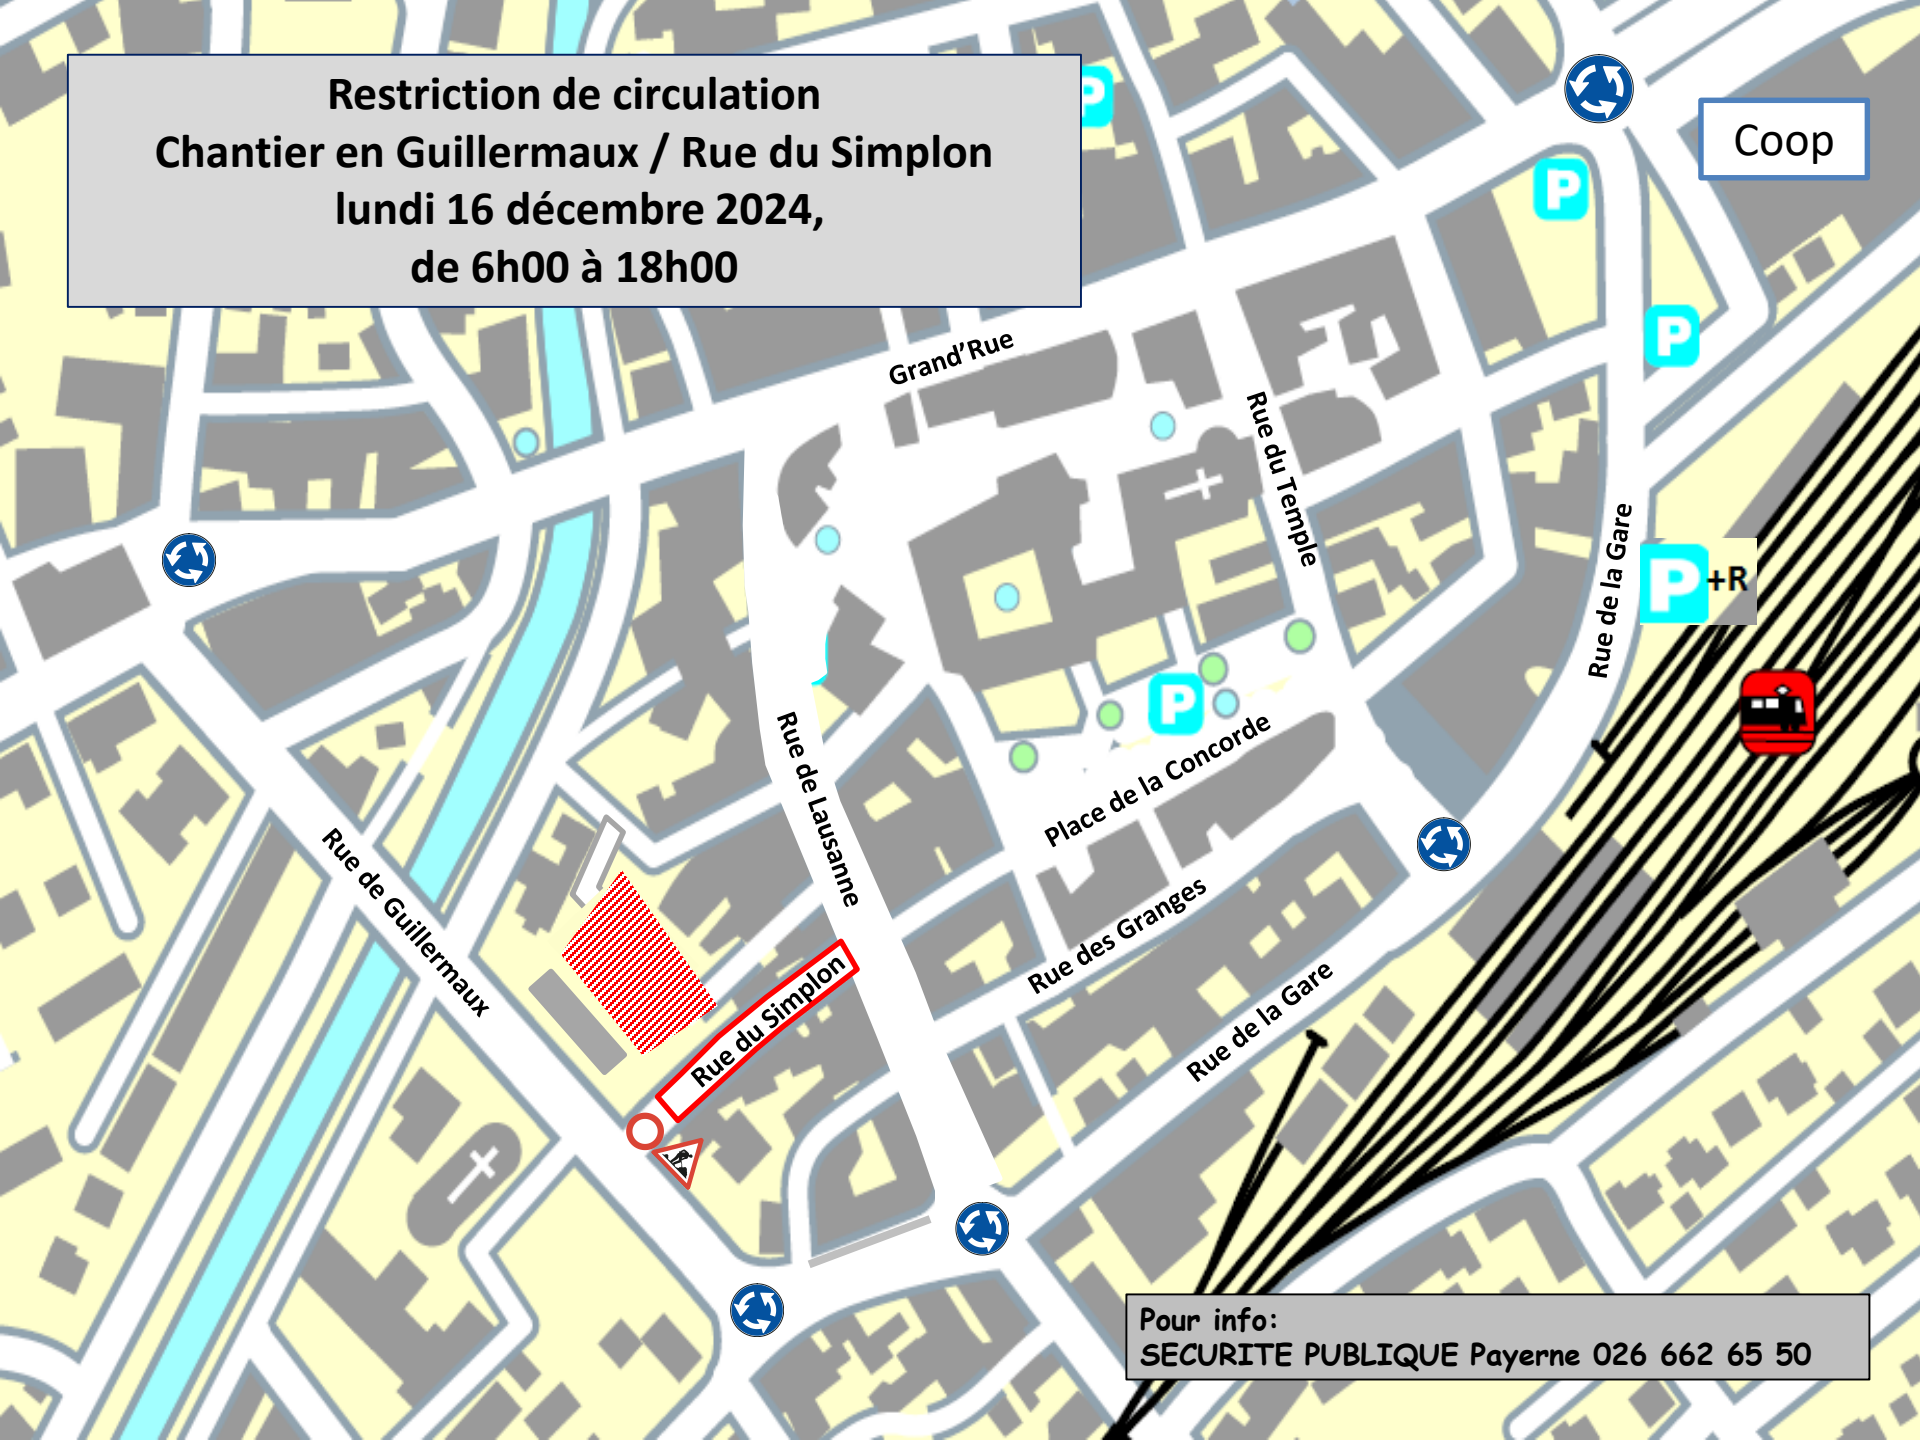 Restriction de circulation
Chantier en Guillermaux / Rue du Simplon
lundi 16 décembre 2024,
de 6h00 à 18h00
P
Coop
P
P
Grand'Rue
Rue du Temple
Rue de la Gare
P+R
P
Place de la Concorde
Rue de Lausanne
Rue de Guillermaux
Rue des Granges
Rue du Simplon
Rue de la Gare
Pour info:
SECURITE PUBLIQUE Payerne 026 662 65 50